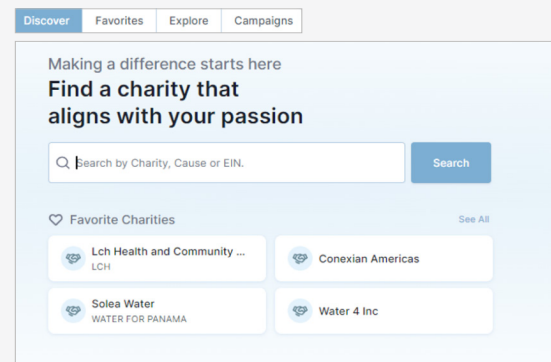 Discover
Favorites
Explore
Campaigns
Making a difference starts here
Find a charity that
aligns with your passion
Search by Charity, Cause or EIN.
Search
Favorite Charities
See All
Lch Health and Community ...
LCH
Conexian Americas
Solea Water
WATER FOR PANAMA
Water 4 Inc